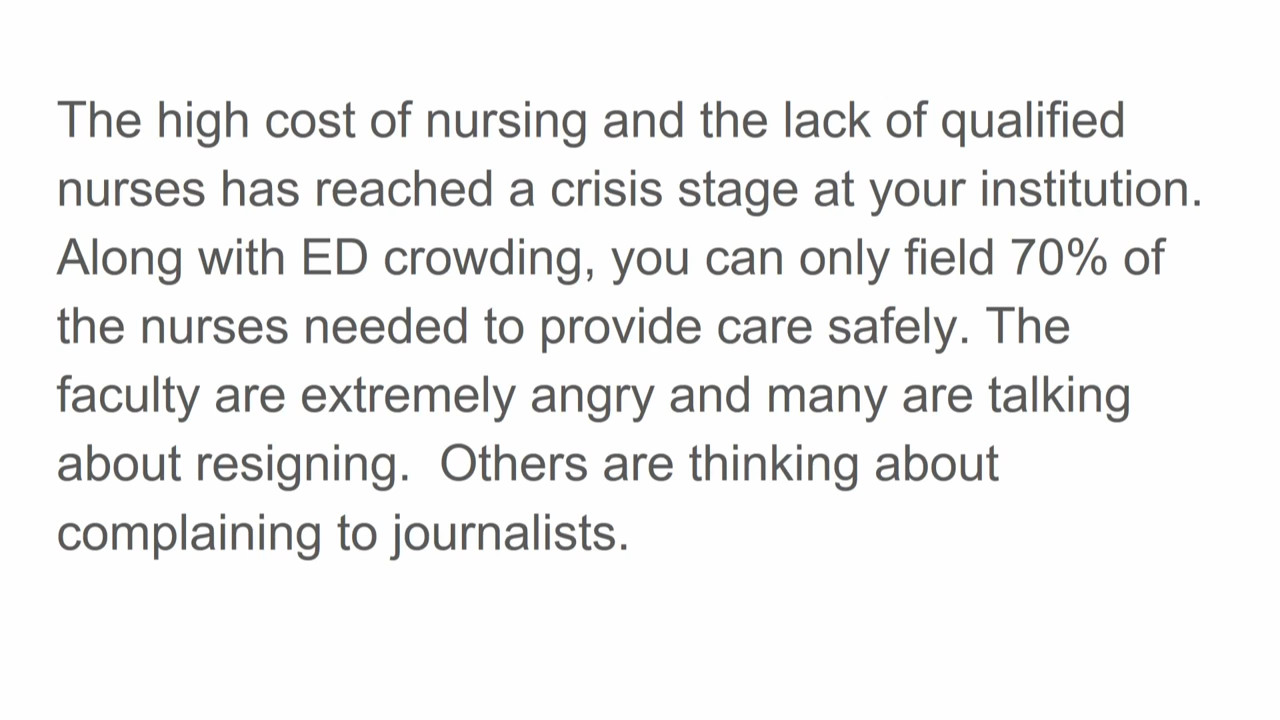 The high cost of nursing and the lack of qualified
nurses has reached a crisis stage at your institution.
Along with ED crowding, you can only field 70% of
the nurses needed to provide care safely. The
faculty are extremely angry and many are talking
about resigning.  Others are thinking about
complaining to journalists.